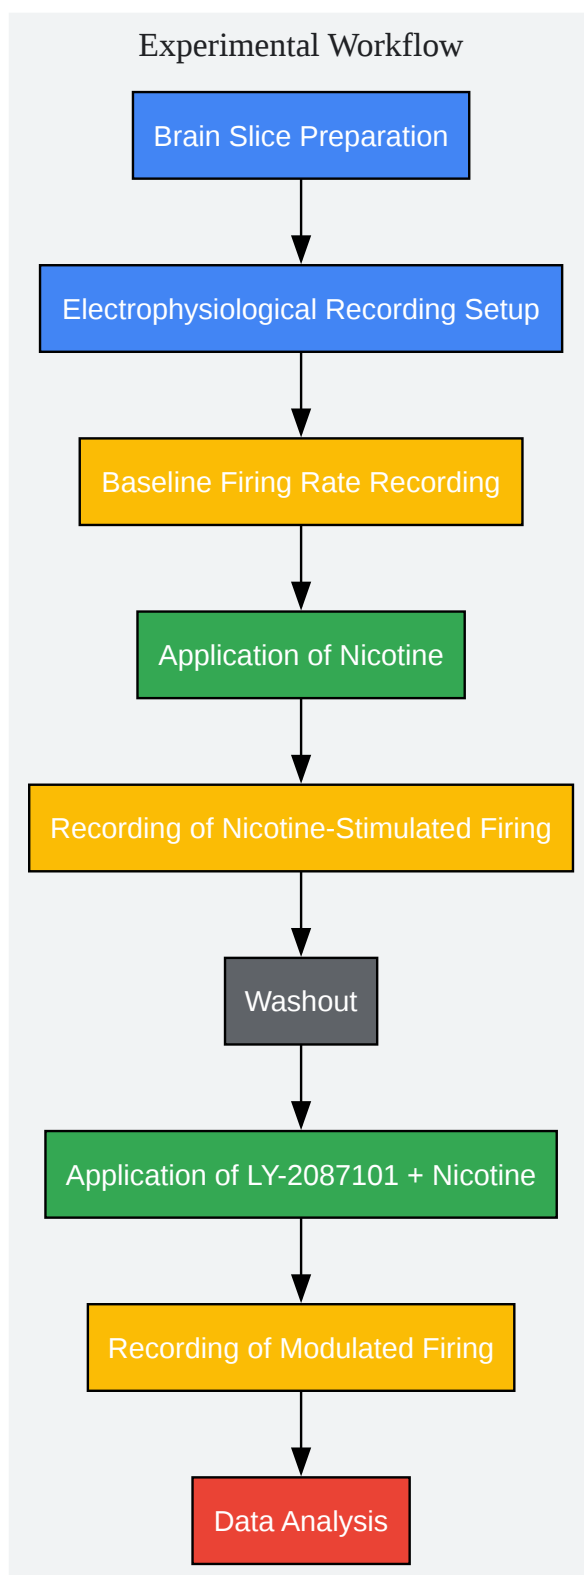 Experimental Workflow
Brain Slice Preparation
Electrophysiological Recording Setup
Baseline Firing Rate Recording
Application of Nicotine
Recording of Nicotine-Stimulated Firing
Washout
Application of LY-2087101 + Nicotine
Recording of Modulated Firing
Data Analysis